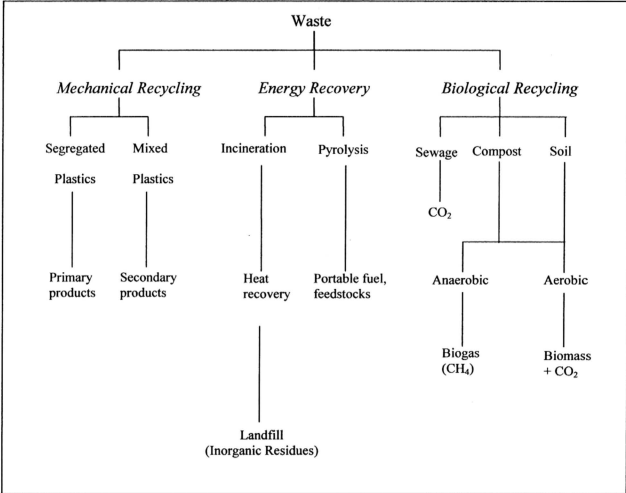 Waste
Mechanical Recycling
Energy Recovery
Biological Recycling
Segregated
Plastics
Mixed
Plastics
Incineration
Pyrolysis
Sewage
Compost
Soil
CO₂
Primary
products
Secondary
products
Heat
recovery
Portable fuel,
feedstocks
Anaerobic
Aerobic
Biogas
(CH₄)
Biomass
+ CO₂
Landfill
(Inorganic Residues)